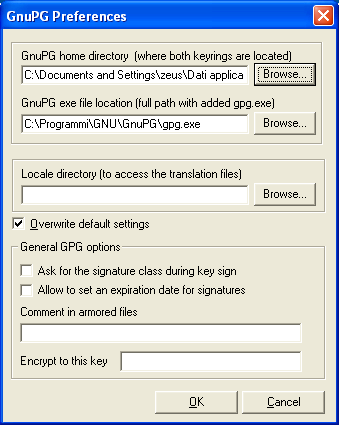 GnuPG Preferences
GnuPG home directory (where both keyrings are located)
C:\Documents and Settings\zeus\Dati applica
Browse...
GnuPG exe file location (full path with added gpg.exe)
C:\Programmi\GNU\GnuPG\gpg.exe
Browse...
Locale directory (to access the translation files)
Browse...
Overwrite default settings
General GPG options
Ask for the signature class during key sign
Allow to set an expiration date for signatures
Comment in armored files
Encrypt to this key
OK
Cancel